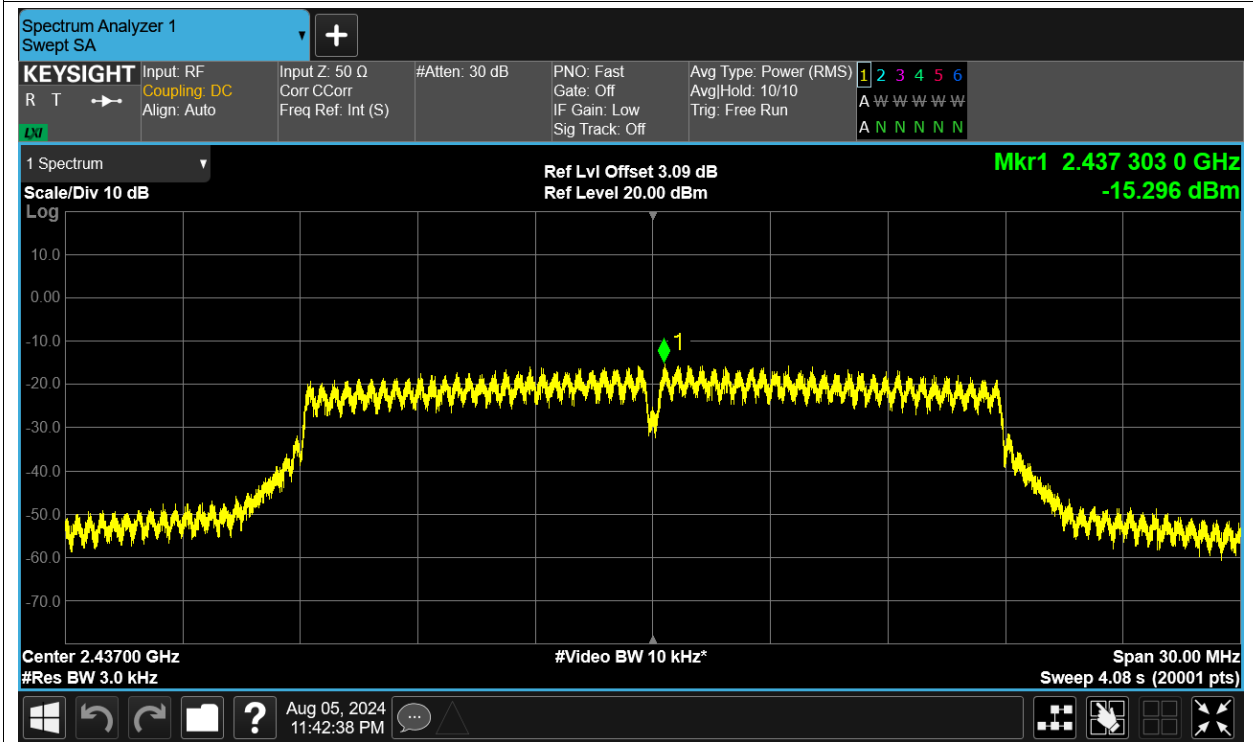 Spectrum Analyzer 1
Swept SA
KEYSIGHT
R T
LXI
Input: RF
Coupling: DC
Align: Auto
Input Z: 50 Ω
Corr CCorr
Freq Ref: Int (S)
#Atten: 30 dB
PNO: Fast
Gate: Off
IF Gain: Low
Sig Track: Off
Avg Type: Power (RMS)
Avg|Hold: 10/10
Trig: Free Run
1 2 3 4 5 6
A W W W W W
A N N N N N
1 Spectrum
Scale/Div 10 dB
Log
Ref Lvl Offset 3.09 dB
Ref Level 20.00 dBm
Mkr1 2.437 303 0 GHz
-15.296 dBm
10.0
0.00
-10.0
-20.0
-30.0
-40.0
-50.0
-60.0
-70.0
1
Center 2.43700 GHz
#Res BW 3.0 kHz
#Video BW 10 kHz*
Span 30.00 MHz
Sweep 4.08 s (20001 pts)
?
Aug 05, 2024
11:42:38 PM